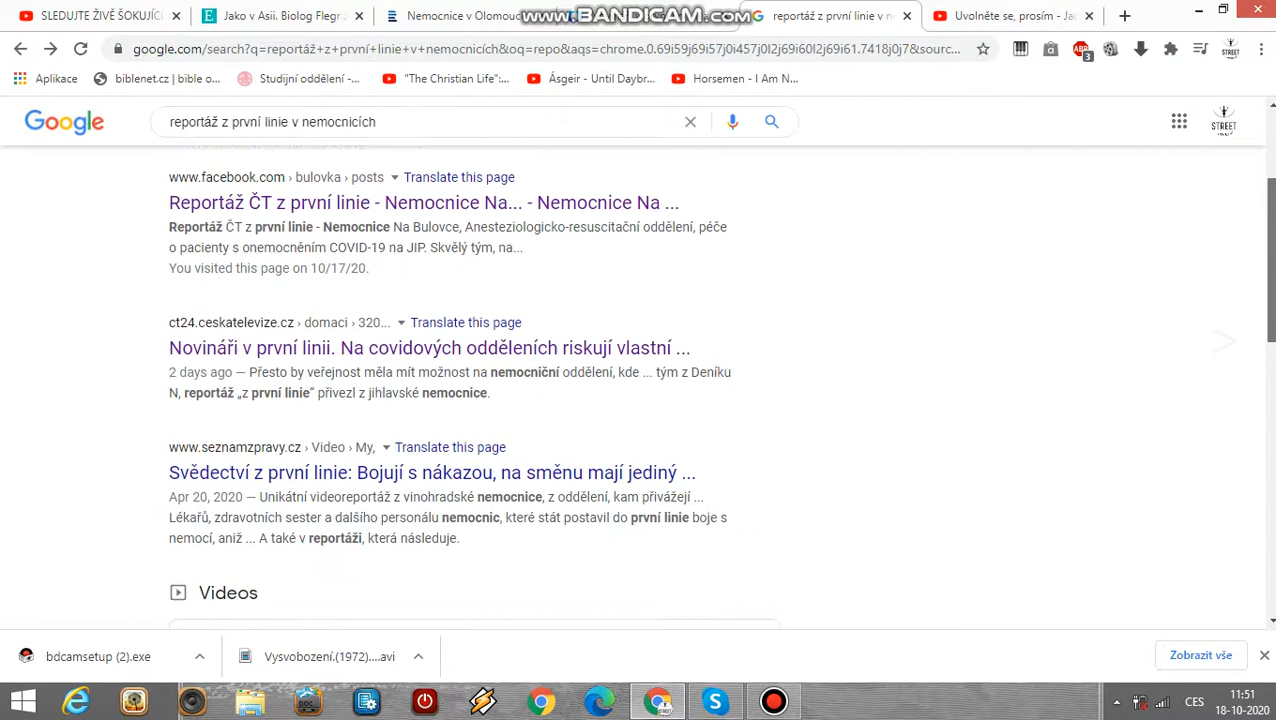 SLEDUJTE ŽIVĚ ŠOKUJÍCÍ
Jako v Asii. Biolog Flegr
Nemocnice v Olomou
www.BANDICAM.com
reportáž z první linie v n
Uvolněte se, prosím - Ja
google.com/search?q=reportáž+z+první+linie+v+nemocnicích&oq=repo&aqs=chrome.0.69i59j69i57j0i457j0l2j69i60l2j69i61.7418j0j7&sourc...
ABP
3
Aplikace
biblenet.cz | bible o...
Studijní oddělení -...
"The Christian Life";...
Ásgeir - Until Daybr...
Horsemen - I Am N...
Google
reportáž z první linie v nemocnicích
STREET
www.facebook.com › bulovka › posts Translate this page
Reportáž ČT z první linie - Nemocnice Na... - Nemocnice Na ...
Reportáž ČT z první linie - Nemocnice Na Bulovce, Anesteziologicko-resuscitační oddělení, péče
o pacienty s onemocněním COVID-19 na JIP. Skvělý tým, na...
You visited this page on 10/17/20.
ct24.ceskatelevize.cz › domaci › 320... Translate this page
Novináři v první linii. Na covidových odděleních riskují vlastní ...
2 days ago — Přesto by veřejnost měla mít možnost na nemocniční oddělení, kde ... tým z Deníku
N, reportáž „z první linie“ přivezl z jihlavské nemocnice.
www.seznamzpravy.cz › Video › My, Translate this page
Svědectví z první linie: Bojují s nákazou, na směnu mají jediný ...
Apr 20, 2020 — Unikátní videoreportáž z vinohradské nemocnice, z oddělení, kam přivážejí ...
Lékařů, zdravotních sester a dalšího personálu nemocnic, které stát postavil do první linie boje s
nemocí, aniž ... A také v reportáži, která následuje.
Videos
bdcamsetup (2).exe
Vysvobození.(1972)....avi
Zobrazit vše
CES
11:51
18-10-2020